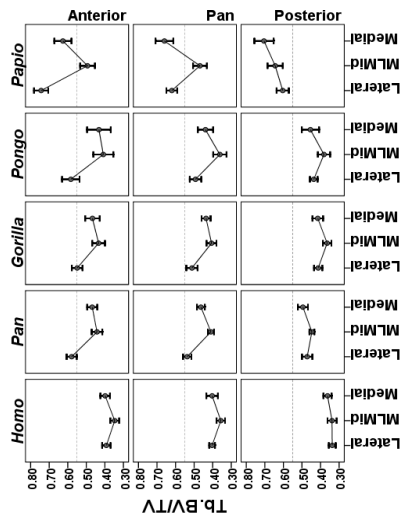 Anterior
Pan
Posterior
Papio
Medial
MLMid
Lateral
Pongo
Medial
MLMid
Lateral
Gorilla
Medial
MLMid
Lateral
Pan
Medial
MLMid
Lateral
Homo
Medial
MLMid
Lateral
0.80
0.70
0.60
0.50
0.40
0.30
0.80
0.70
0.60
0.50
0.40
0.30
0.80
0.70
0.60
0.50
0.40
0.30
Tb.BV/TV